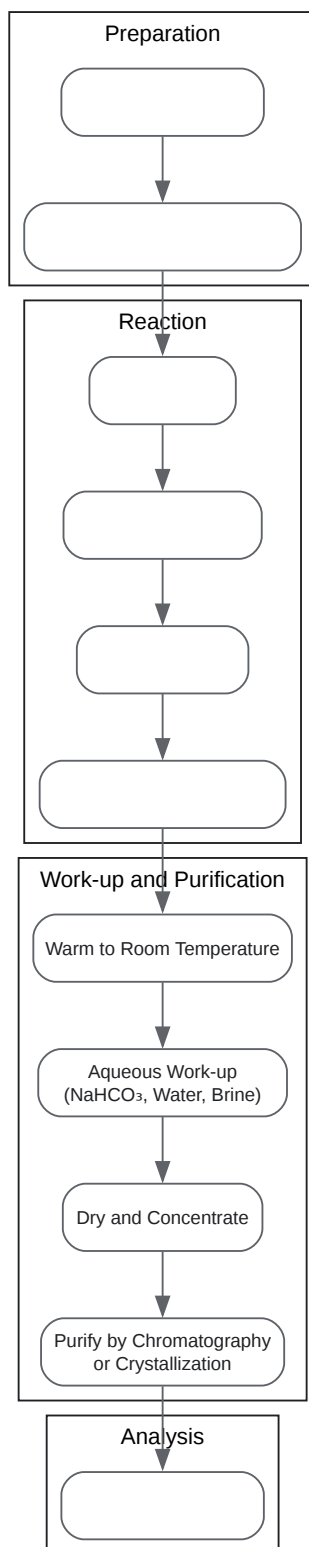 Preparation
Reaction
Work-up and Purification
Warm to Room Temperature
Aqueous Work-up
(NaHCO₃, Water, Brine)
Dry and Concentrate
Purify by Chromatography
or Crystallization
Analysis